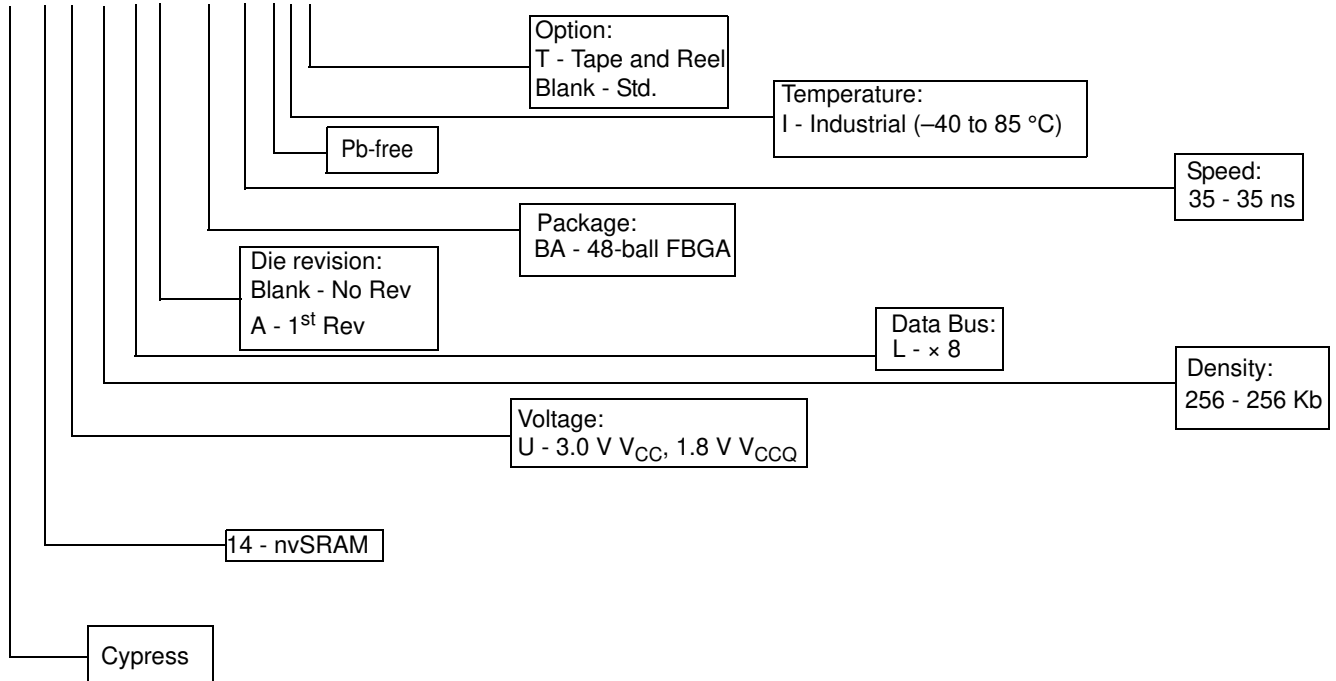 Option:
T - Tape and Reel
Blank - Std.
Temperature:
I - Industrial (–40 to 85 °C)
Pb-free
Speed:
35 - 35 ns
Package:
BA - 48-ball FBGA
Die revision:
Blank - No Rev
A - 1st Rev
Data Bus:
L - × 8
Density:
256 - 256 Kb
Voltage:
U - 3.0 V VCC, 1.8 V VCCQ
14 - nvSRAM
Cypress